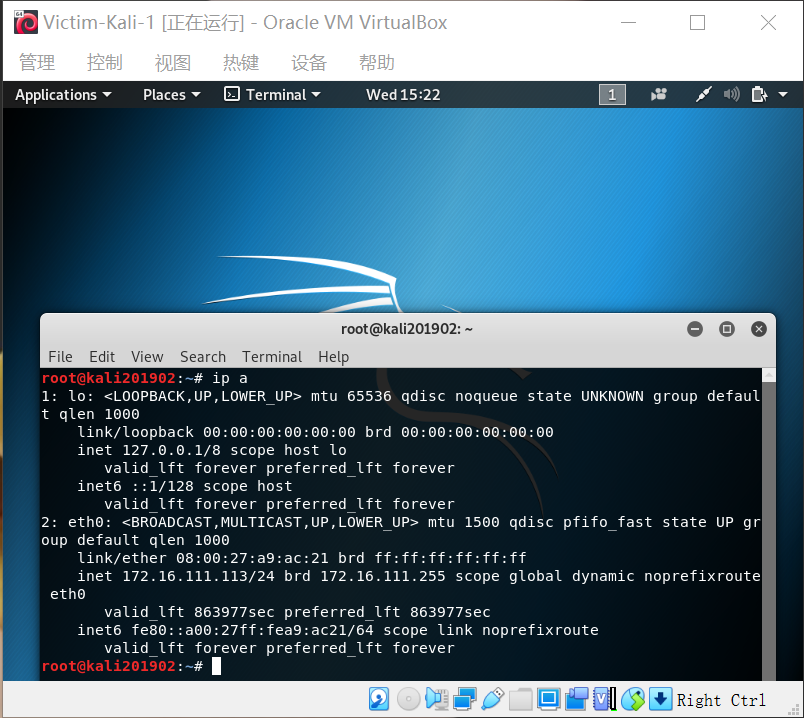 Victim-Kali-1 [正在运行] - Oracle VM VirtualBox
管理 控制 视图 热键 设备 帮助
Applications Places Terminal Wed 15:22 1
root@kali201902: ~
File Edit View Search Terminal Help
root@kali201902:~# ip a
1: lo: <LOOPBACK,UP,LOWER_UP> mtu 65536 qdisc noqueue state UNKNOWN group defaul
t qlen 1000
    link/loopback 00:00:00:00:00:00 brd 00:00:00:00:00:00
    inet 127.0.0.1/8 scope host lo
       valid_lft forever preferred_lft forever
    inet6 ::1/128 scope host
       valid_lft forever preferred_lft forever
2: eth0: <BROADCAST,MULTICAST,UP,LOWER_UP> mtu 1500 qdisc pfifo_fast state UP gr
oup default qlen 1000
    link/ether 08:00:27:a9:ac:21 brd ff:ff:ff:ff:ff:ff
    inet 172.16.111.113/24 brd 172.16.111.255 scope global dynamic noprefixroute
 eth0
       valid_lft 863977sec preferred_lft 863977sec
    inet6 fe80::a00:27ff:fea9:ac21/64 scope link noprefixroute
       valid_lft forever preferred_lft forever
root@kali201902:~#
Right Ctrl